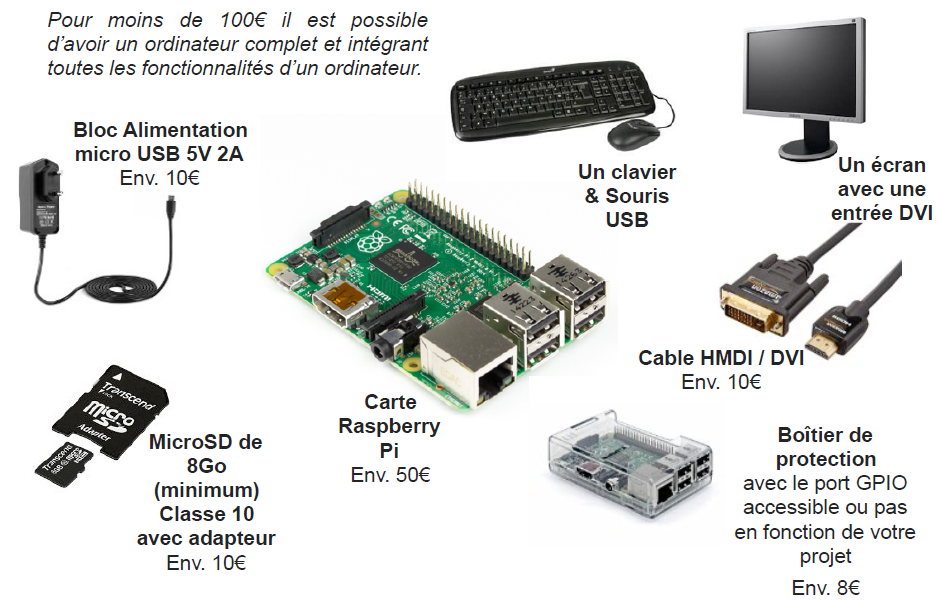 Pour moins de 100€ il est possible
d’avoir un ordinateur complet et intégrant
toutes les fonctionnalités d’un ordinateur.
Bloc Alimentation
micro USB 5V 2A
Env. 10€
Un clavier
& Souris
USB
Un écran
avec une
entrée DVI
Cable HMDI / DVI
Env. 10€
Carte
Raspberry
Pi
Env. 50€
HDMI
Transcend
micro
SD
Adapter
Transcend
MicroSD de
8Go
(minimum)
Classe 10
avec adapteur
Env. 10€
Boîtier de
protection
avec le port GPIO
accessible ou pas
en fonction de votre
projet
Env. 8€